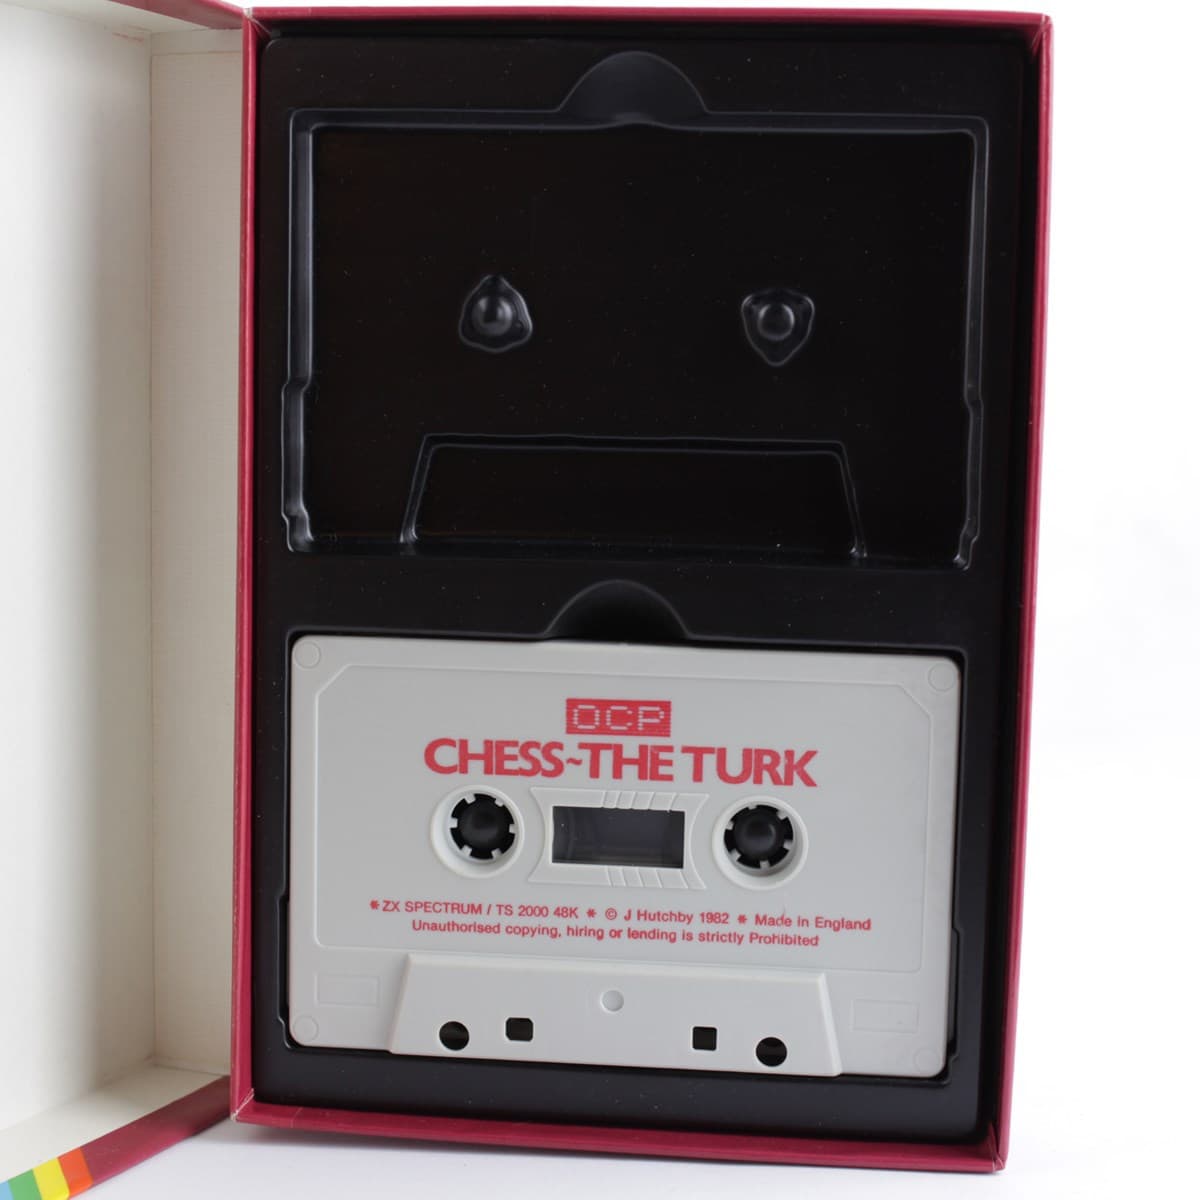 OCP
CHESS~THE TURK
*ZX SPECTRUM / TS 2000 48K * © J Hutchby 1982 * Made in England
Unauthorised copying, hiring or lending is strictly Prohibited